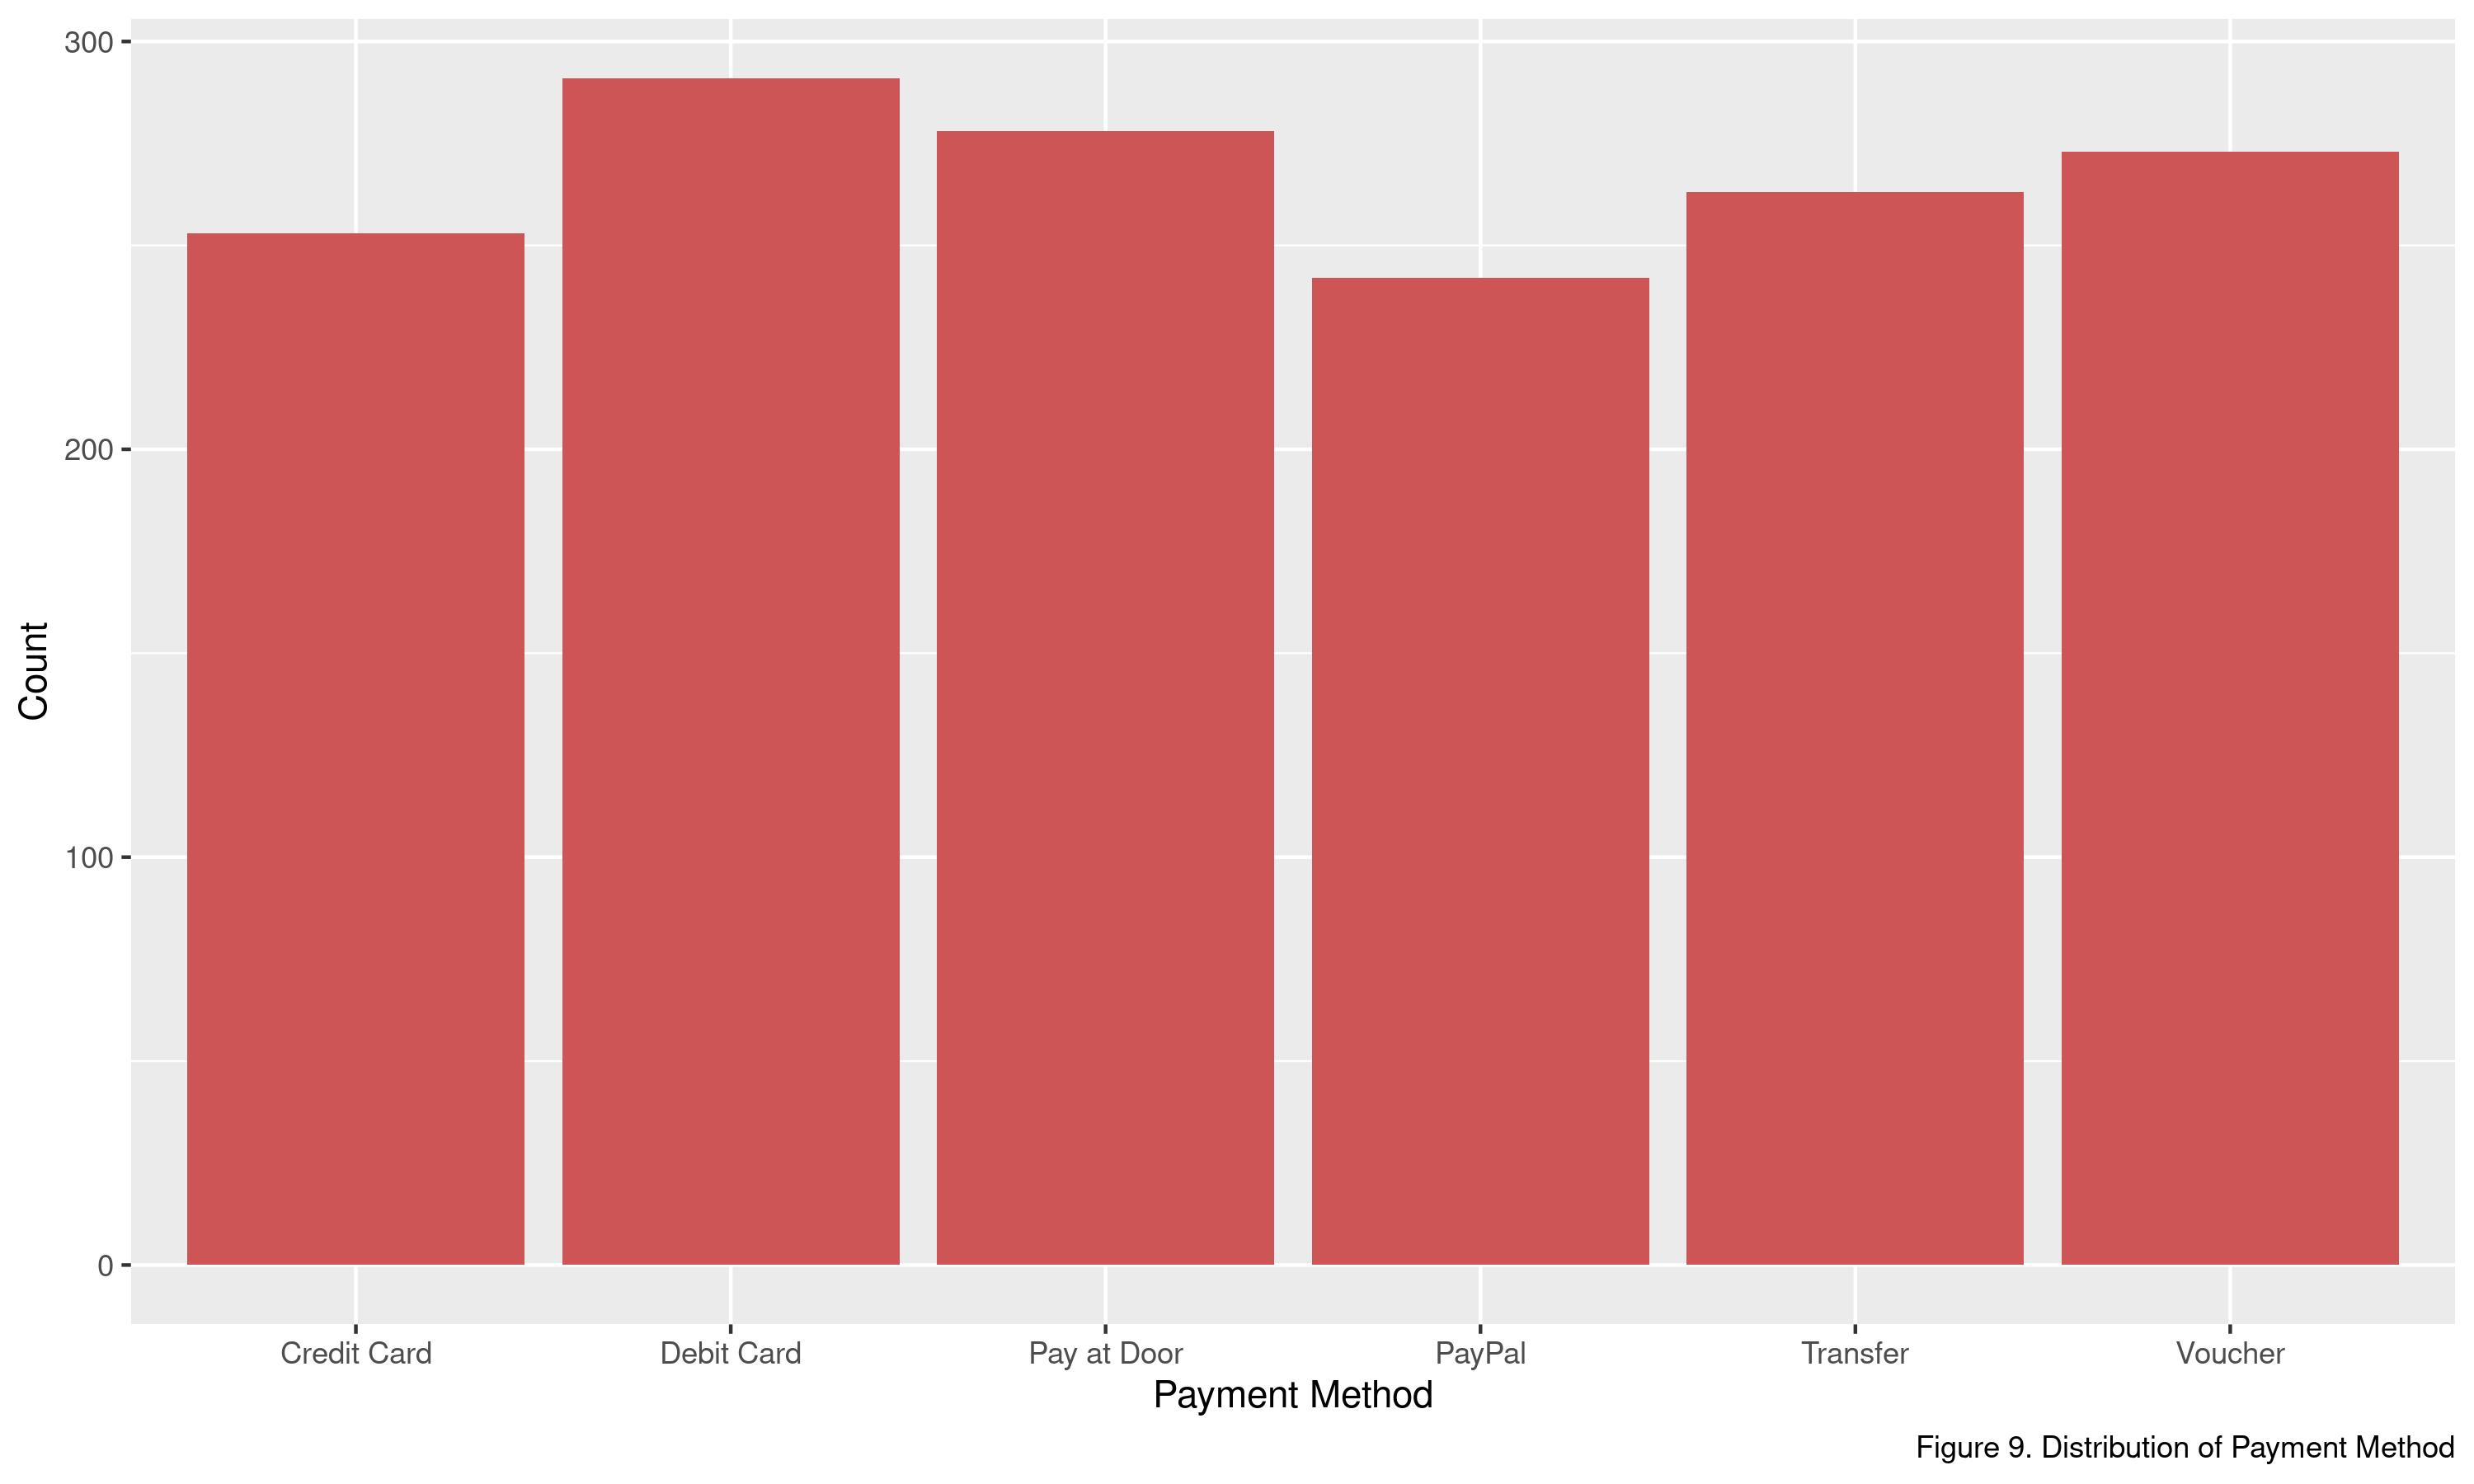 300
200
100
0
Count
Credit Card Debit Card Pay at Door PayPal Transfer Voucher
Payment Method
Figure 9. Distribution of Payment Method